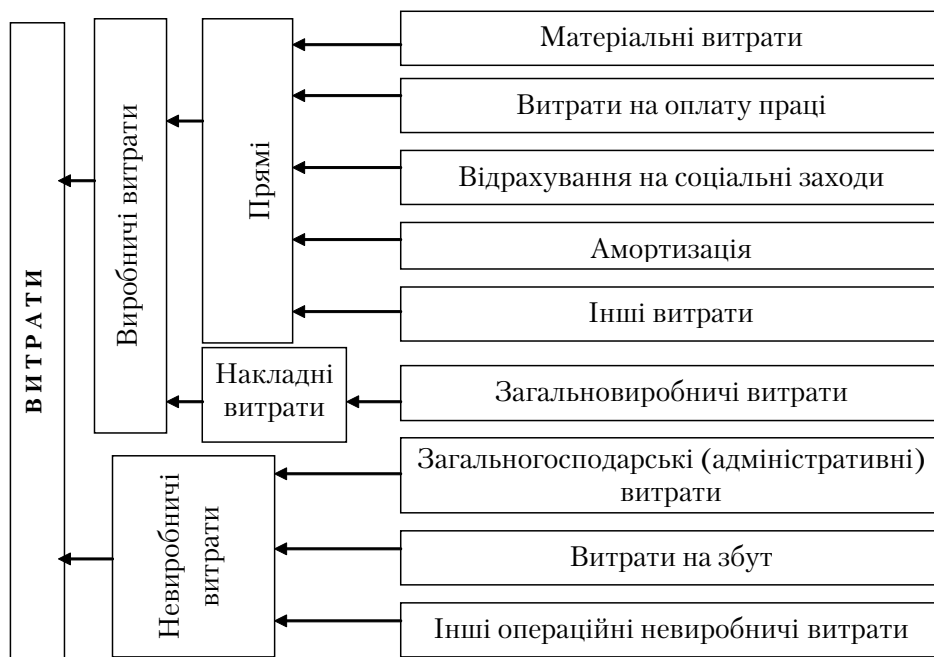 ВИТРАТИ
Виробничі витрати
Прямі
Матеріальні витрати
Витрати на оплату праці
Відрахування на соціальні заходи
Амортизація
Інші витрати
Накладні
витрати
Загальновиробничі витрати
Невиробничі
витрати
Загальногосподарські (адміністративні)
витрати
Витрати на збут
Інші операційні невиробничі витрати